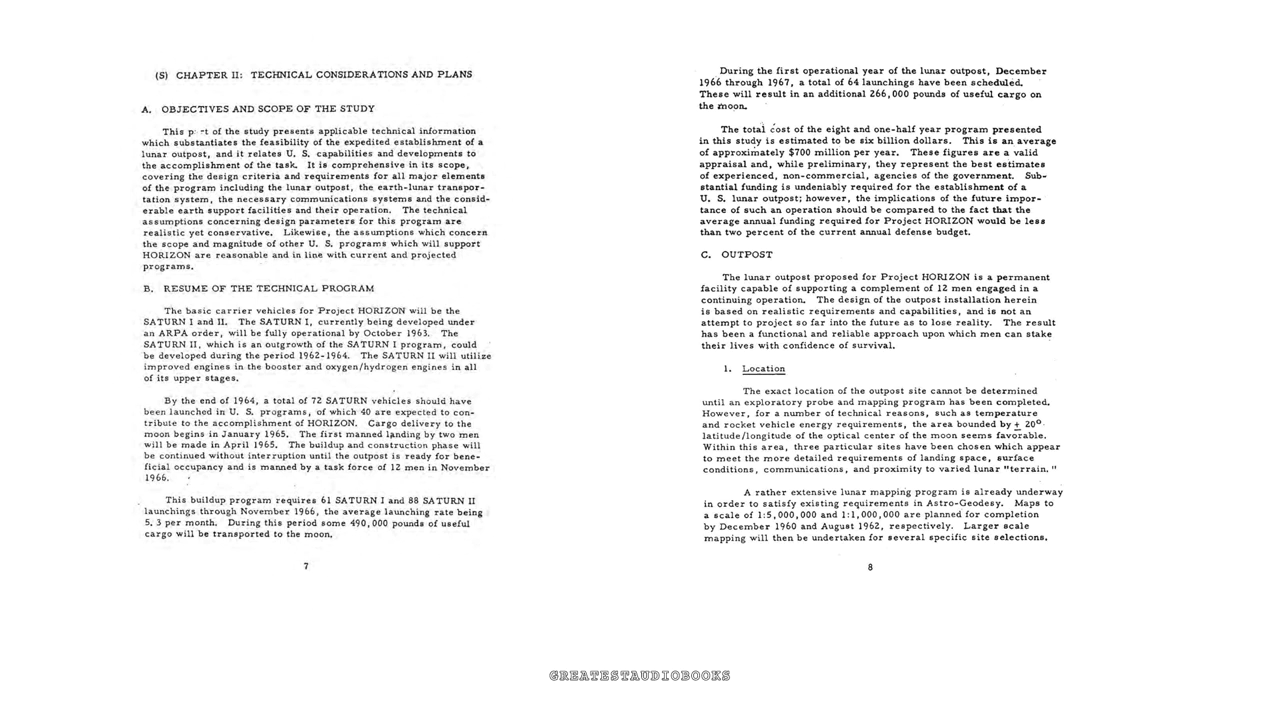 (S) CHAPTER II: TECHNICAL CONSIDERATIONS AND PLANS
A. OBJECTIVES AND SCOPE OF THE STUDY
This of the study presents applicable technical information
which substantiates the feasibility of the expedited establishment of a
lunar outpost, and it relates U. S. capabilities and developments to
the accomplishment of the task. It is comprehensive in its scope,
covering the design criteria and requirements for all major elements
of the program including the lunar outpost, the earth-lunar transpor-
tation system, the necessary communications systems and the consid-
erable earth support facilities and their operation. The technical
assumptions concerning design parameters for this program are
realistic yet conservative. Likewise, the assumptions which concern
the scope and magnitude of other U. S. programs which will support
HORIZON are reasonable and in line with current and projected
programs.
B. RESUME OF THE TECHNICAL PROGRAM
The basic carrier vehicles for Project HORIZON will be the
SATURN I and II. The SATURN I, currently being developed under
an ARPA order, will be fully operational by October 1963. The
SATURN II, which is an outgrowth of the SATURN I program, could
be developed during the period 1962-1964. The SATURN II will utilize
improved engines in the booster and oxygen/hydrogen engines in all
of its upper stages.
By the end of 1964, a total of 72 SATURN vehicles should have
been launched in U. S. programs, of which 40 are expected to con-
tribute to the accomplishment of HORIZON. Cargo delivery to the
moon begins in January 1965. The first manned landing by two men
will be made in April 1965. The buildup and construction phase will
be continued without interruption until the outpost is ready for bene-
ficial occupancy and is manned by a task force of 12 men in November
1966.
This buildup program requires 61 SATURN I and 88 SATURN II
launchings through November 1966, the average launching rate being
5.3 per month. During this period some 490,000 pounds of useful
cargo will be transported to the moon.
7
During the first operational year of the lunar outpost, December
1966 through 1967, a total of 64 launchings have been scheduled.
These will result in an additional 266,000 pounds of useful cargo on
the moon.
The total cost of the eight and one-half year program presented
in this study is estimated to be six billion dollars. This is an average
of approximately $700 million per year. These figures are a valid
appraisal and, while preliminary, they represent the best estimates
of experienced, non-commercial, agencies of the government. Sub-
stantial funding is undeniably required for the establishment of a
U. S. lunar outpost; however, the implications of the future impor-
tance of such an operation should be compared to the fact that the
average annual funding required for Project HORIZON would be less
than two percent of the current annual defense budget.
C. OUTPOST
The lunar outpost proposed for Project HORIZON is a permanent
facility capable of supporting a complement of 12 men engaged in a
continuing operation. The design of the outpost installation herein
is based on realistic requirements and capabilities, and is not an
attempt to project so far into the future as to lose reality. The result
has been a functional and reliable approach upon which men can stake
their lives with confidence of survival.
1. Location
The exact location of the outpost site cannot be determined
until an exploratory probe and mapping program has been completed.
However, for a number of technical reasons, such as temperature
and rocket vehicle energy requirements, the area bounded by ± 20°
latitude/longitude of the optical center of the moon seems favorable.
Within this area, three particular sites have been chosen which appear
to meet the more detailed requirements of landing space, surface
conditions, communications, and proximity to varied lunar "terrain."
A rather extensive lunar mapping program is already underway
in order to satisfy existing requirements in Astro-Geodesy. Maps to
a scale of 1:5,000,000 and 1:1,000,000 are planned for completion
by December 1960 and August 1962, respectively. Larger scale
mapping will then be undertaken for several specific site selections.
8
GREATESTAUDIOBOOKS